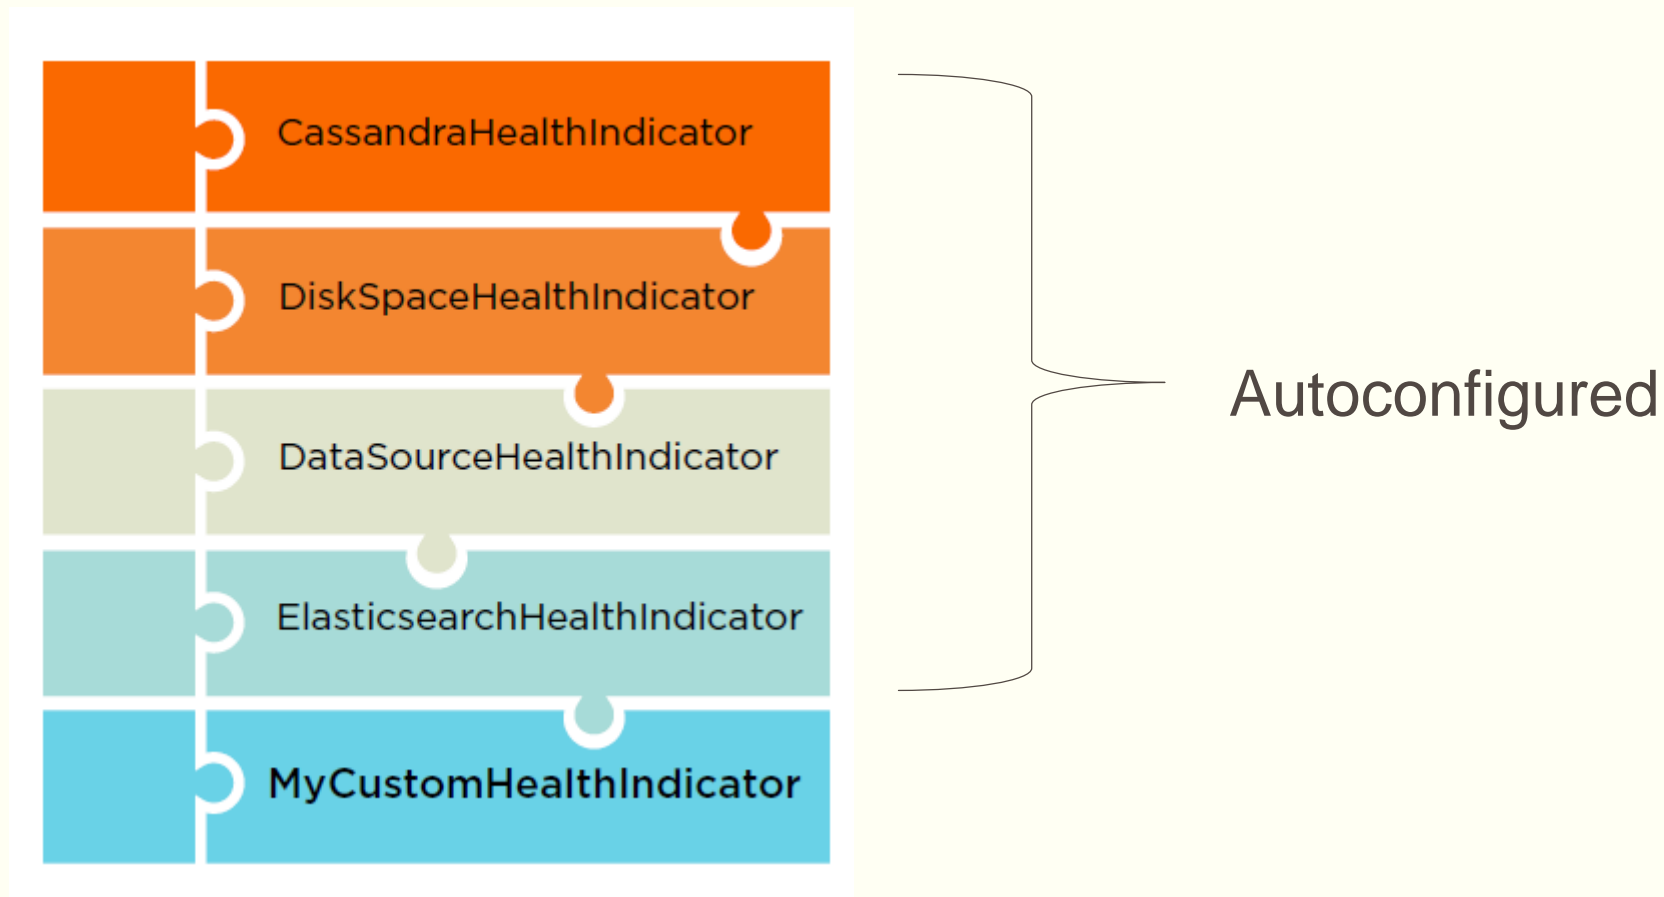 CassandraHealthIndicator
DiskSpaceHealthIndicator
DataSourceHealthIndicator
ElasticsearchHealthIndicator
MyCustomHealthIndicator
Autoconfigured